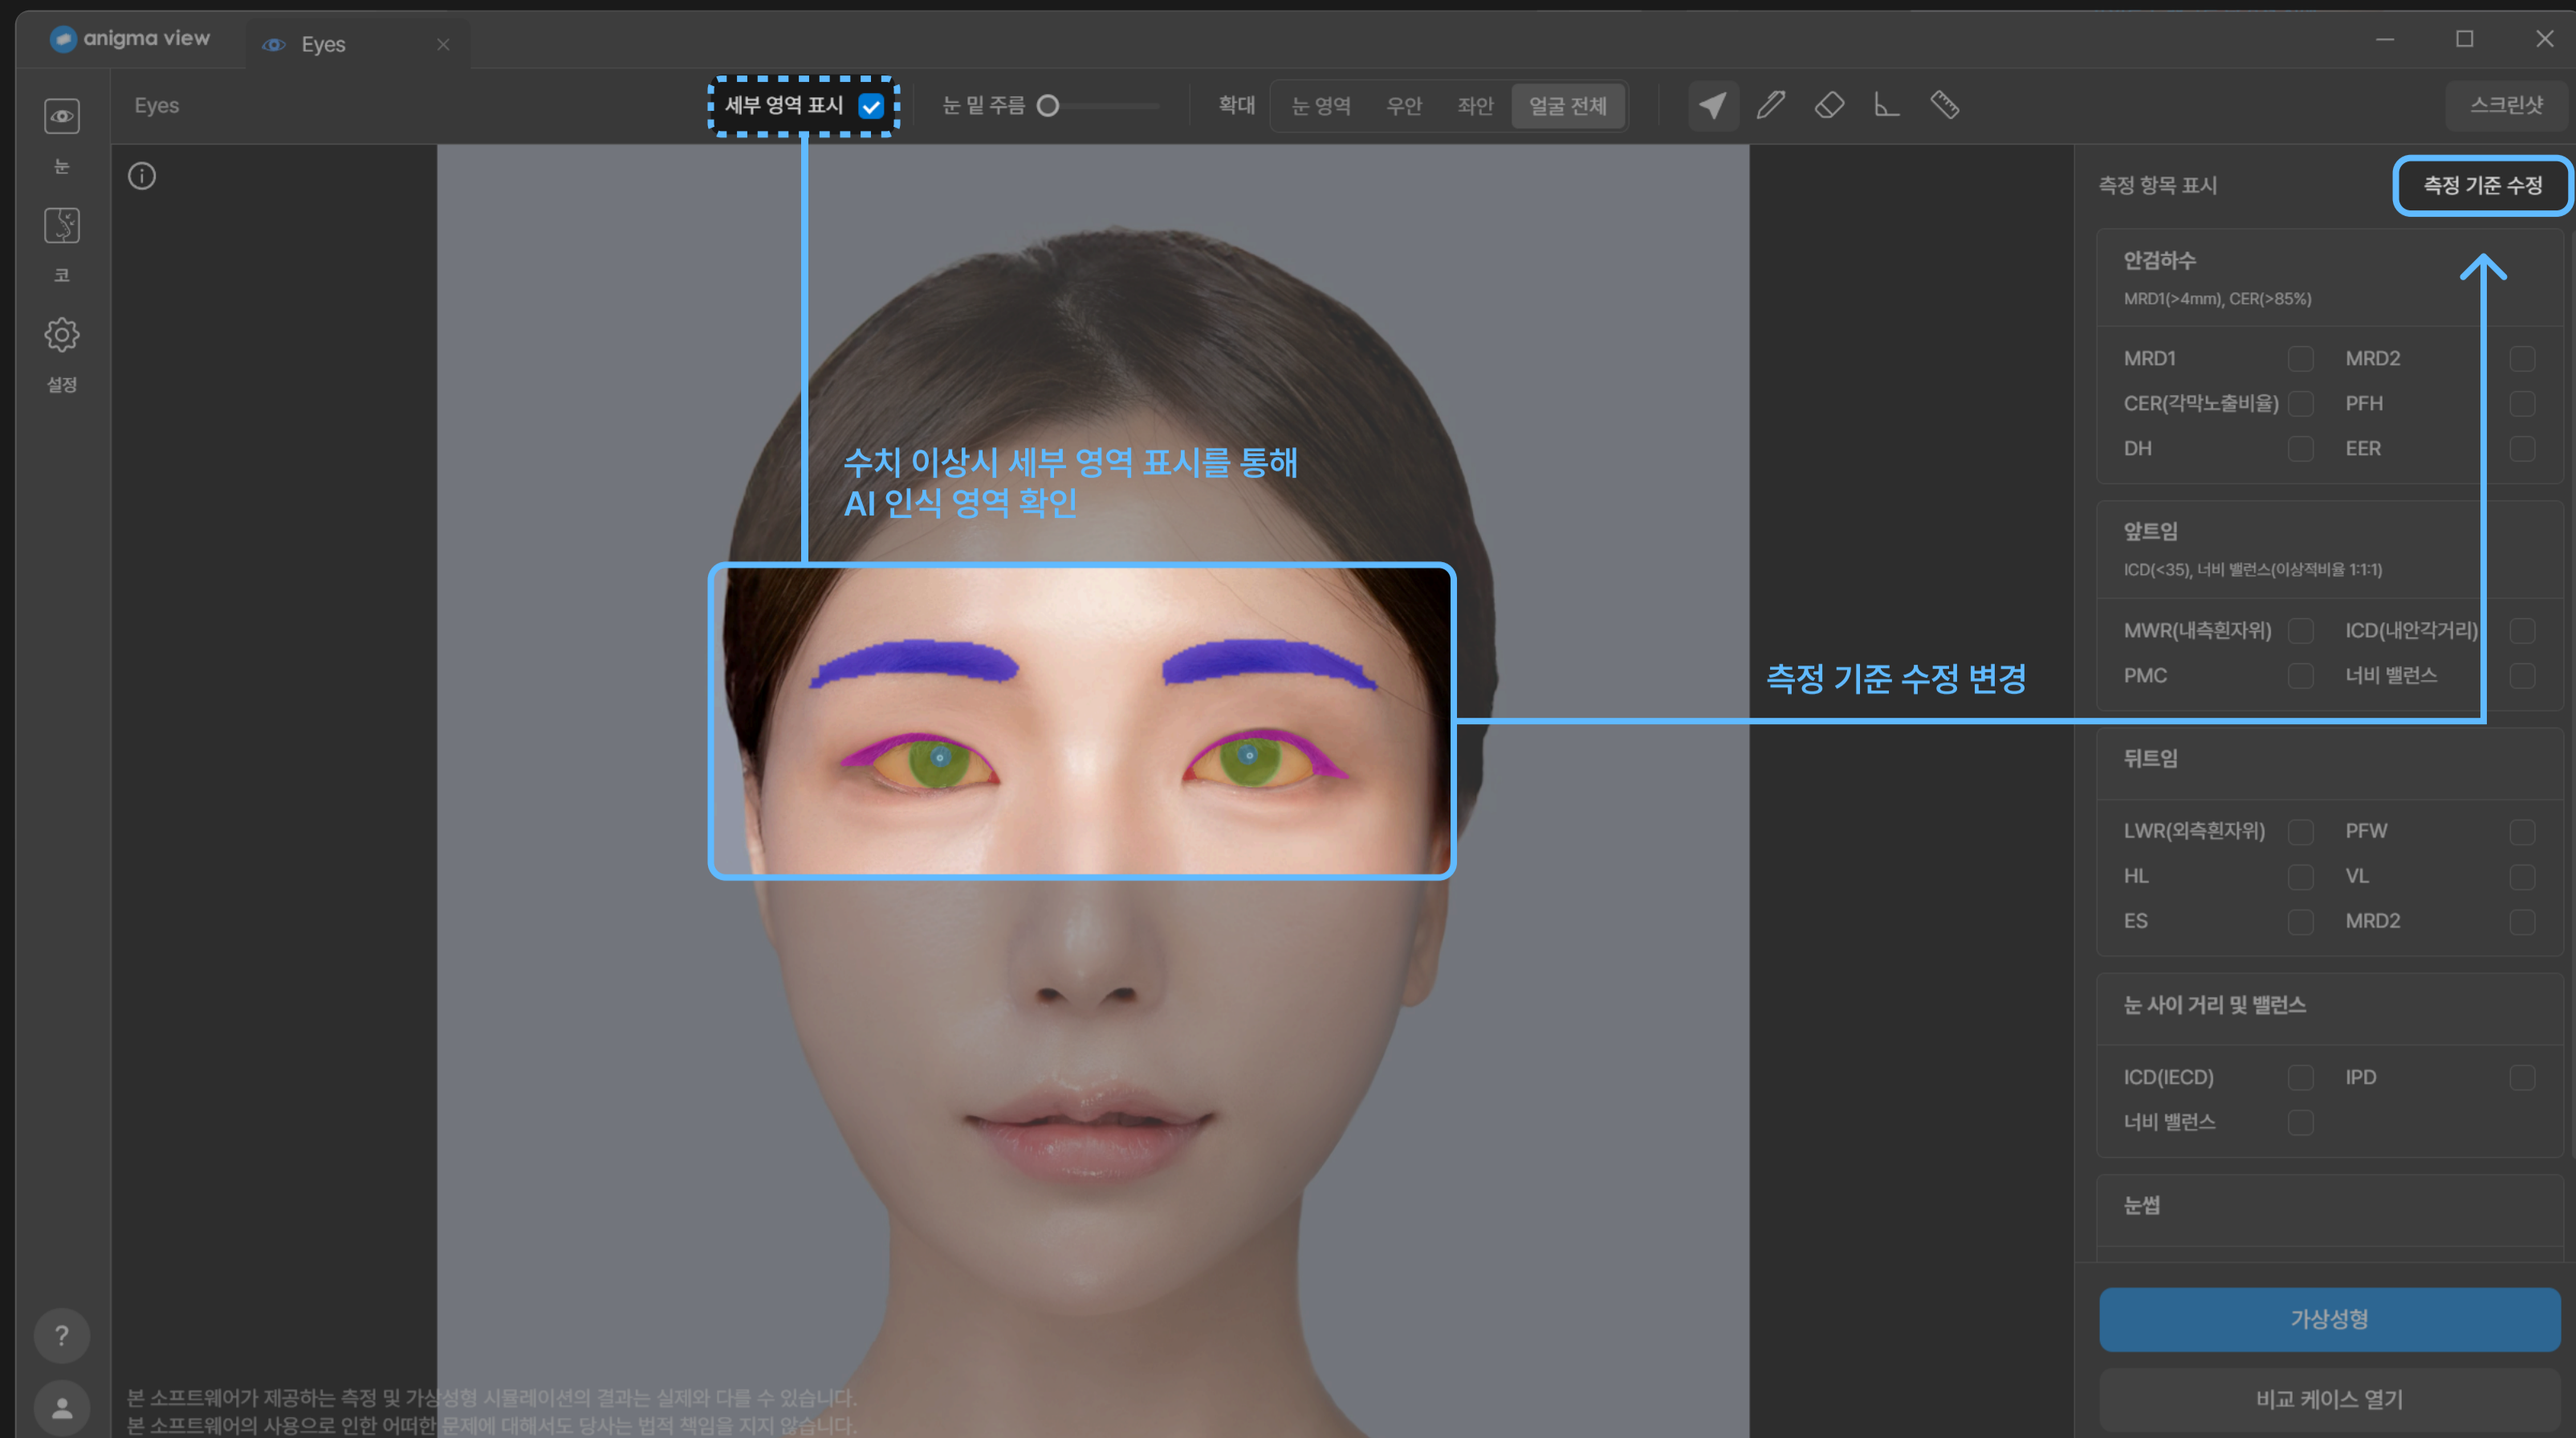 anigma view
Eyes
Eyes
세부 영역 표시
눈 밑 주름
확대
눈 영역
우안
좌안
얼굴 전체
스크린샷
눈
코
설정
측정 항목 표시
측정 기준 수정
안검하수
MRD1(>4mm), CER(>85%)
MRD1
MRD2
CER(각막노출비율)
PFH
DH
EER
수치 이상시 세부 영역 표시를 통해
AI 인식 영역 확인
앞트임
ICD(<35), 너비 밸런스(이상적비율 1:1:1)
MWR(내측흰자위)
ICD(내안각거리)
PMC
너비 밸런스
측정 기준 수정 변경
뒤트임
LWR(외측흰자위)
PFW
HL
VL
ES
MRD2
눈 사이 거리 및 밸런스
ICD(IECD)
IPD
너비 밸런스
눈썹
가상성형
비교 케이스 열기
?
본 소프트웨어가 제공하는 측정 및 가상성형 시뮬레이션의 결과는 실제와 다를 수 있습니다.
본 소프트웨어의 사용으로 인한 어떠한 문제에 대해서도 당사는 법적 책임을 지지 않습니다.